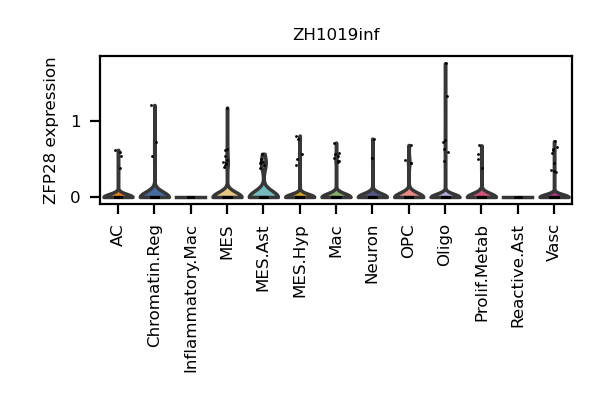 ZH1019inf
ZFP28 expression
1
0
AC
Chromatin.Reg
Inflammatory.Mac
MES
MES.Ast
MES.Hyp
Mac
Neuron
OPC
Oligo
Prolif.Metab
Reactive.Ast
Vasc